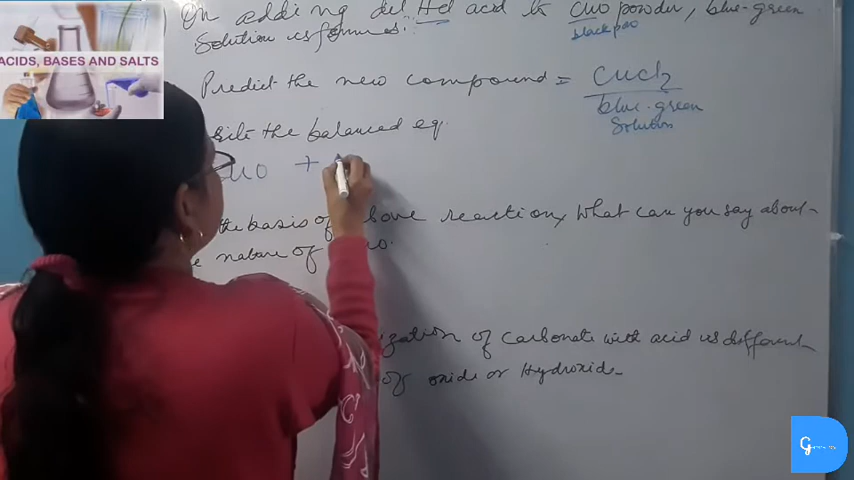 On adding dil Hcl acid to CuO powder, blue-green
black pao
Solution is formed.
ACIDS, BASES AND SALTS
Predict the new compound = CuCl2
blue-green
Solution
the balanced eq.
CuO +
the basis of above reaction, What can you say about
nature of
of carbonate with acid is different
of oxide or Hydroxide